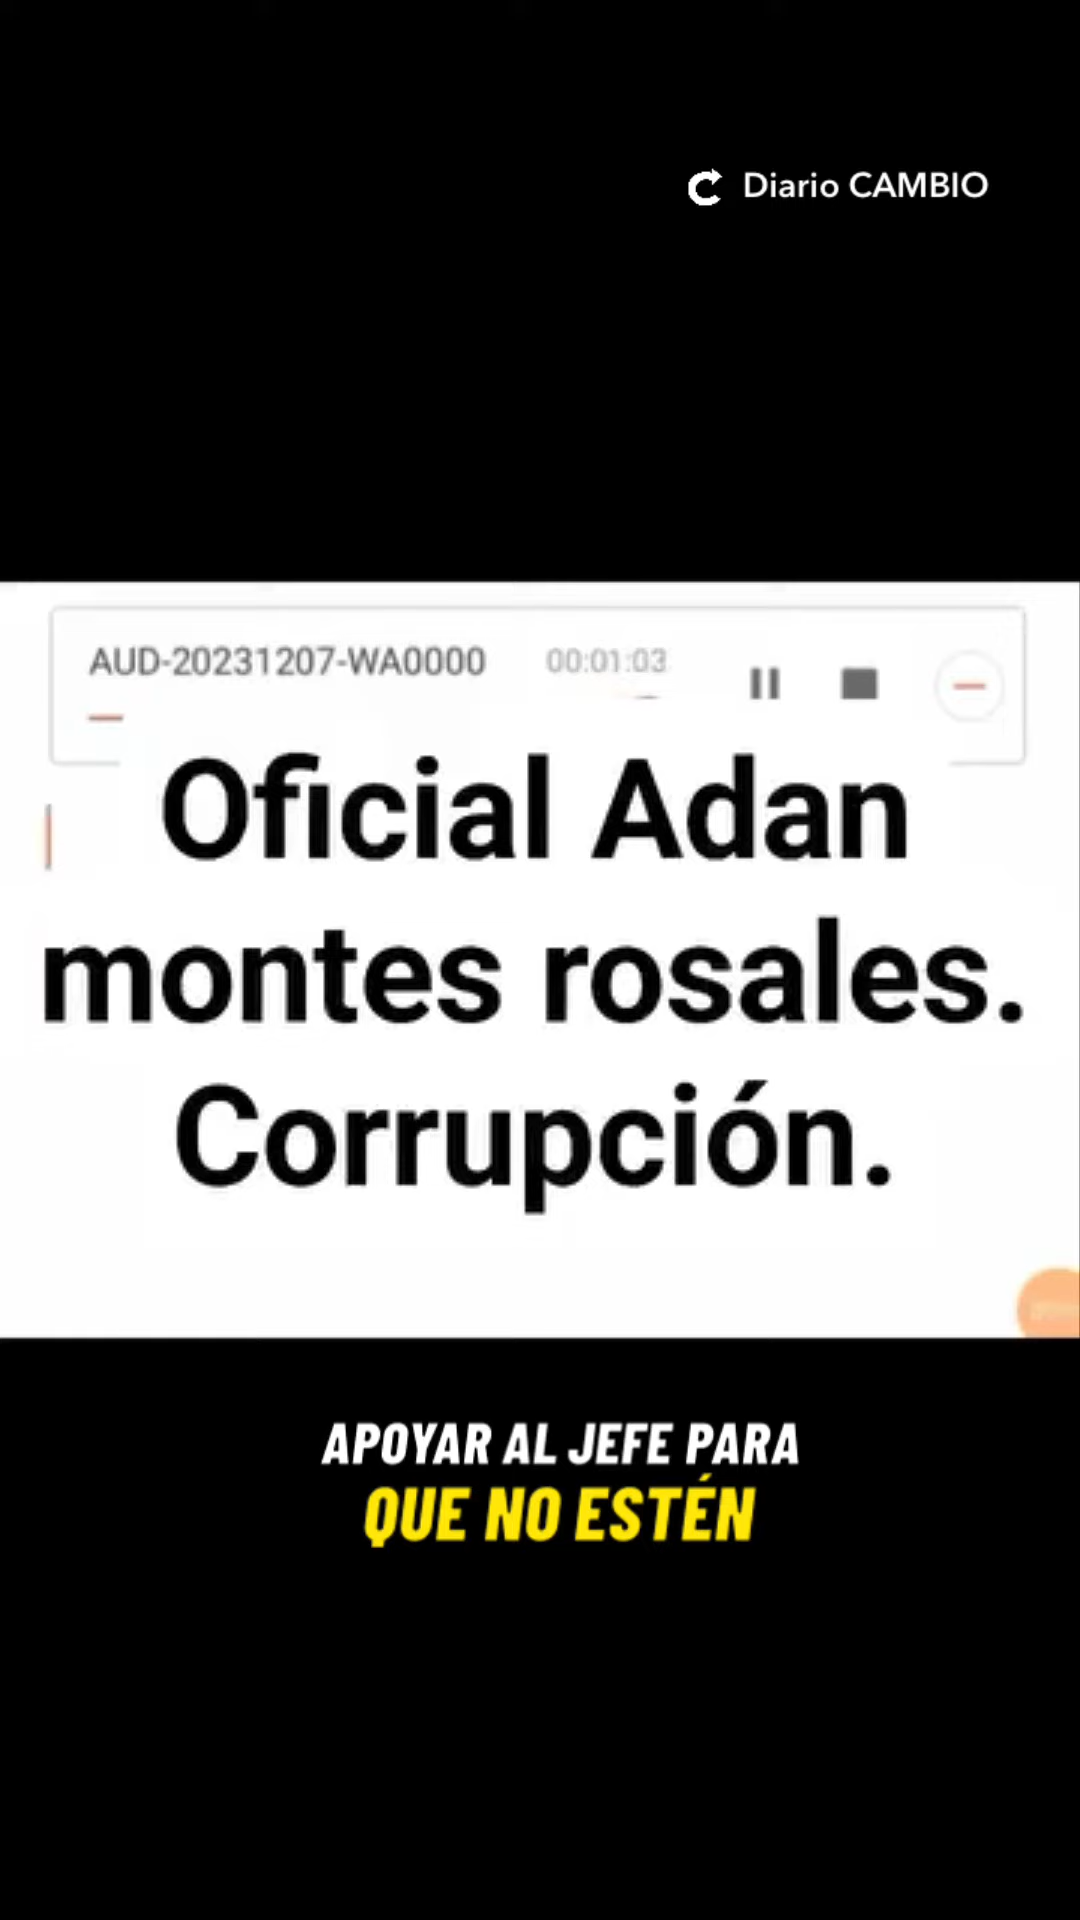 Diario CAMBIO
AUD-20231207-WA0000 00:01:03
Oficial Adan
montes rosales.
Corrupción.
APOYAR AL JEFE PARA
QUE NO ESTÉN